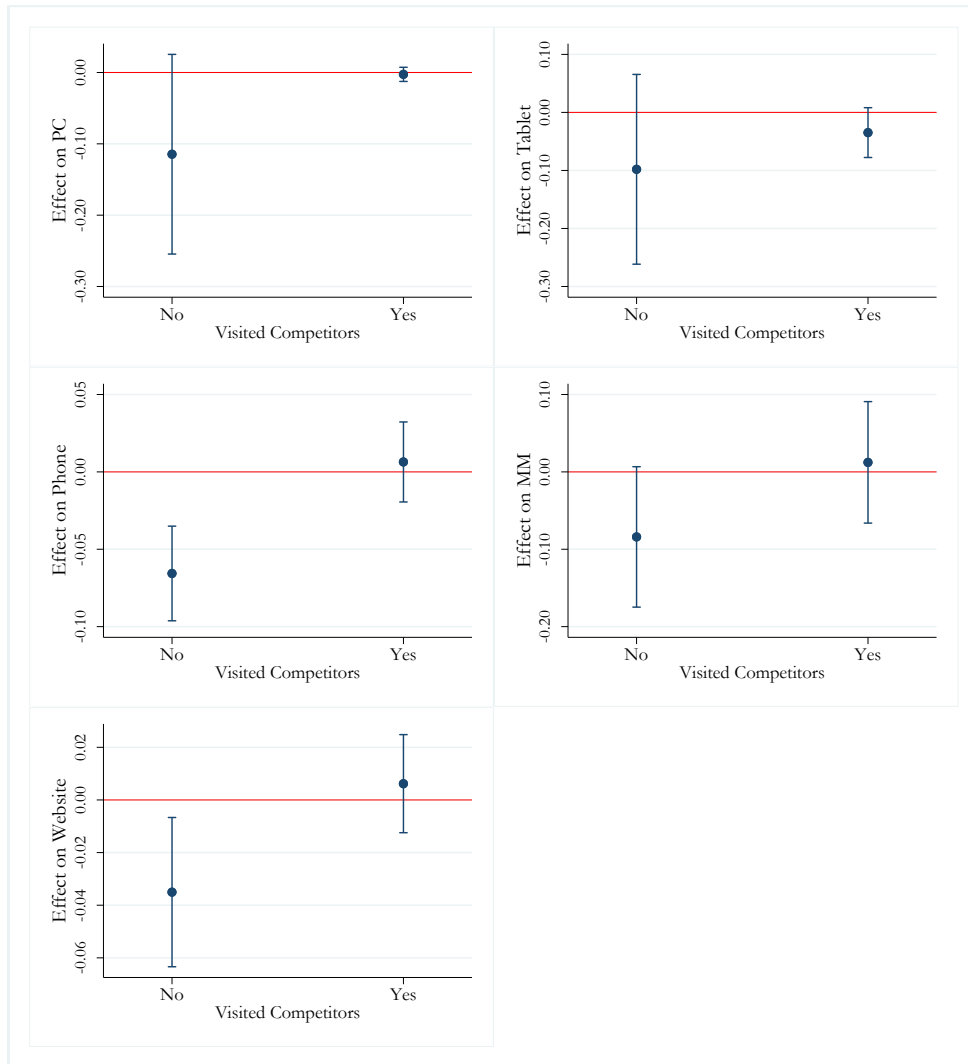 Effect on PC
0.00
-0.10
-0.20
-0.30
No
Yes
Visited Competitors
Effect on Tablet
0.10
0.00
-0.10
-0.20
-0.30
No
Yes
Visited Competitors
Effect on Phone
0.05
0.00
-0.05
-0.10
No
Yes
Visited Competitors
Effect on MM
0.10
0.00
-0.10
-0.20
No
Yes
Visited Competitors
Effect on Website
0.02
0.00
-0.02
-0.04
-0.06
No
Yes
Visited Competitors